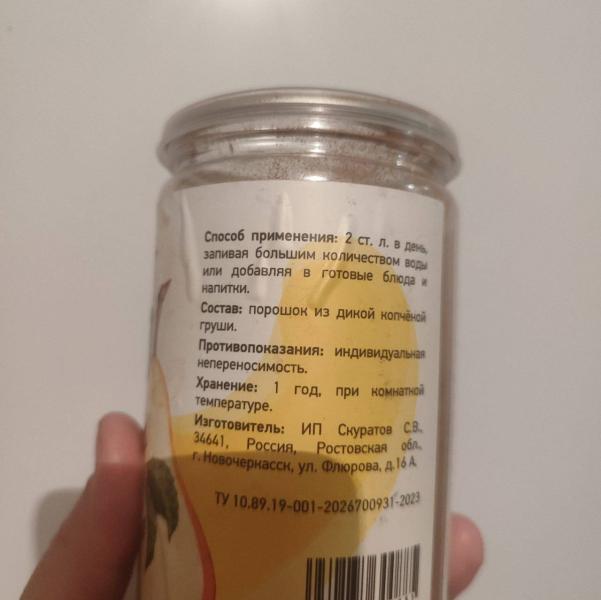 Способ применения: 2 ст. л. в день,
запивая большим количеством воды
или добавляя в готовые блюда и
напитки.
Состав: порошок из дикой копчёной
груши.
Противопоказания: индивидуальная
непереносимость.
Хранение: 1 год, при комнатной
температуре.
Изготовитель: ИП Скуратов С.В.,
34641, Россия, Ростовская обл.,
г. Новочеркасск, ул. Флюрова, д.16 А.
ТУ 10.89.19-001-2026700931-2023